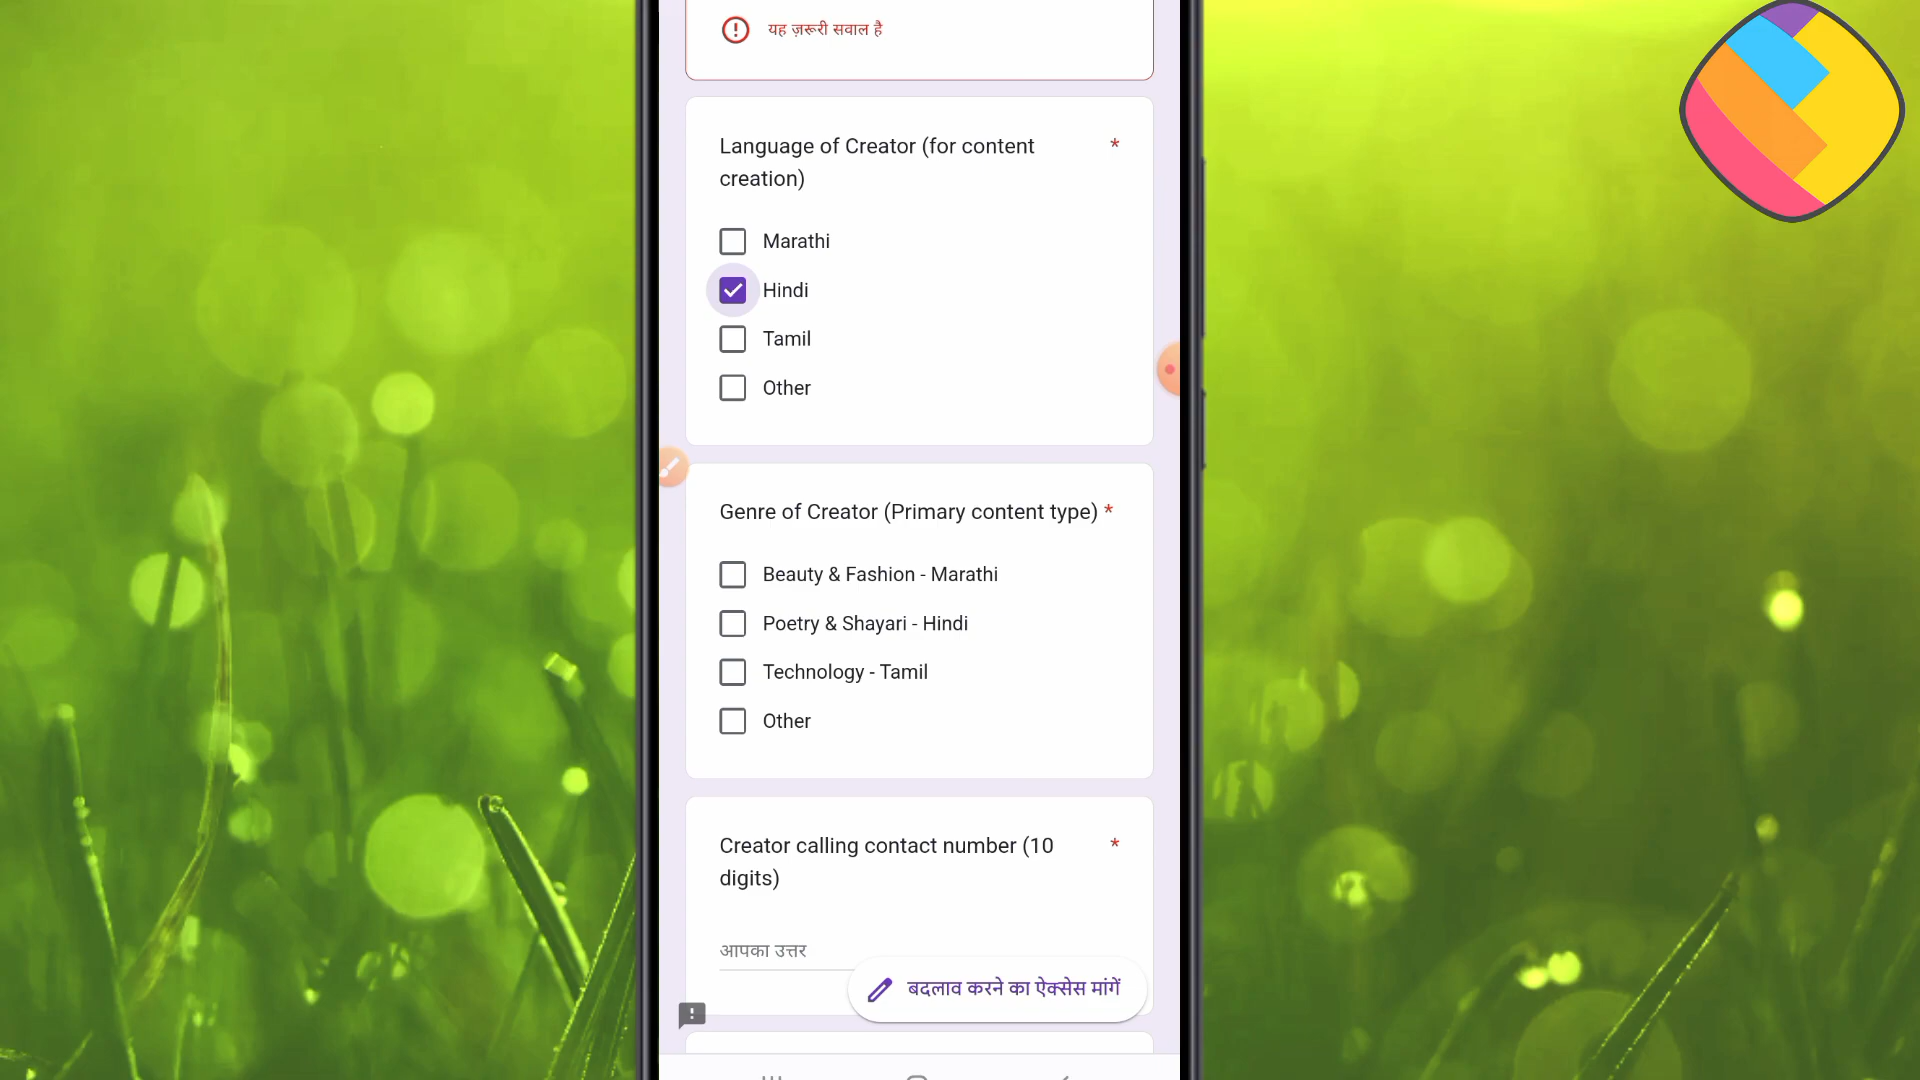 यह ज़रूरी सवाल है
Language of Creator (for content *
creation)
Marathi
Hindi
Tamil
Other
Genre of Creator (Primary content type) *
Beauty & Fashion - Marathi
Poetry & Shayari - Hindi
Technology - Tamil
Other
Creator calling contact number (10 *
digits)
आपका उत्तर
बदलाव करने का ऐक्सेस मांगें